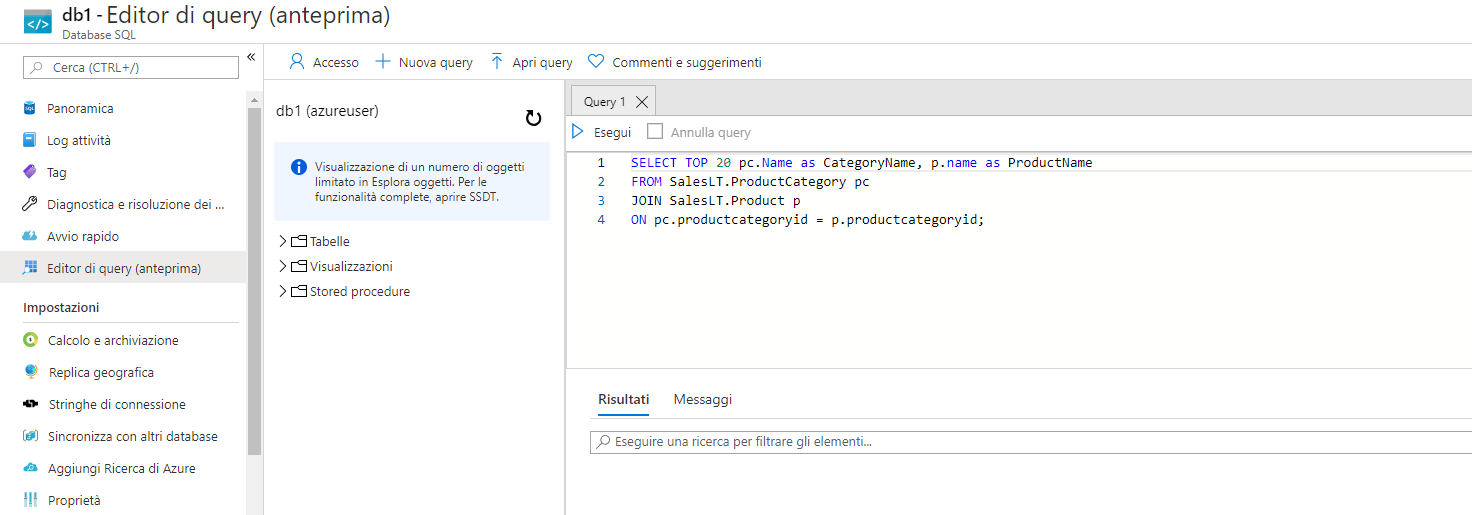 db1 - Editor di query (anteprima)
Database SQL
Cerca (CTRL+/)
«
Panoramica
Log attività
Tag
Diagnostica e risoluzione dei ...
Avvio rapido
Editor di query (anteprima)
Impostazioni
Calcolo e archiviazione
Replica geografica
Stringhe di connessione
Sincronizza con altri database
Aggiungi Ricerca di Azure
Proprietà
Accesso
Nuova query
Apri query
Commenti e suggerimenti
db1 (azureuser)
Visualizzazione di un numero di oggetti
limitato in Esplora oggetti. Per le
funzionalità complete, aprire SSDT.
Tabelle
Visualizzazioni
Stored procedure
Query 1
Esegui
Annulla query
1 SELECT TOP 20 pc.Name as CategoryName, p.name as ProductName
2 FROM SalesLT.ProductCategory pc
3 JOIN SalesLT.Product p
4 ON pc.productcategoryid = p.productcategoryid;
Risultati
Messaggi
Eseguire una ricerca per filtrare gli elementi...